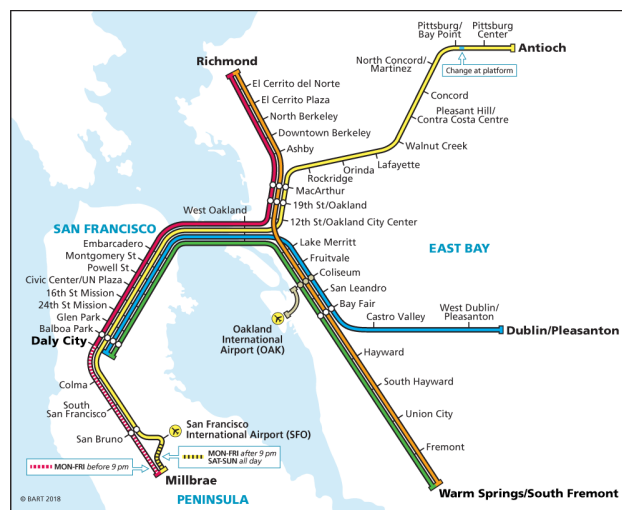 Pittsburg/
Bay Point
Pittsburg
Center
Antioch
Change at platform
North Concord/
Martinez
Concord
Pleasant Hill/
Contra Costa Centre
Walnut Creek
Lafayette
Orinda
Rockridge
Richmond
El Cerrito del Norte
El Cerrito Plaza
North Berkeley
Downtown Berkeley
Ashby
MacArthur
19th St/Oakland
12th St/Oakland City Center
West Oakland
SAN FRANCISCO
Embarcadero
Montgomery St
Powell St
Civic Center/UN Plaza
16th St Mission
24th St Mission
Glen Park
Balboa Park
Daly City
EAST BAY
Lake Merritt
Fruitvale
Coliseum
San Leandro
Bay Fair
Oakland
International
Airport (OAK)
Castro Valley
West Dublin/
Pleasanton
Dublin/Pleasanton
Hayward
South Hayward
Union City
Fremont
Warm Springs/South Fremont
Colma
South
San Francisco
San Bruno
San Francisco
International Airport (SFO)
MON-FRI before 9 pm
MON-FRI after 9 pm
SAT-SUN all day
Millbrae
PENINSULA
© BART 2018